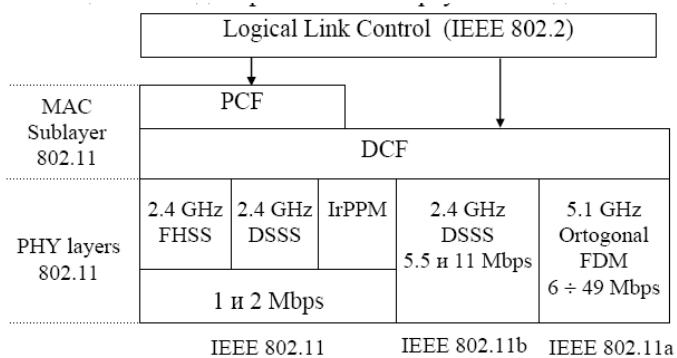 Logical Link Control (IEEE 802.2)
PCF
MAC
Sublayer
802.11
DCF
PHY layers
802.11
2.4 GHz
FHSS
2.4 GHz
DSSS
IrPPM
1 и 2 Mbps
2.4 GHz
DSSS
5.5 и 11 Mbps
5.1 GHz
Ortogonal
FDM
6 ÷ 49 Mbps
IEEE 802.11
IEEE 802.11b
IEEE 802.11a